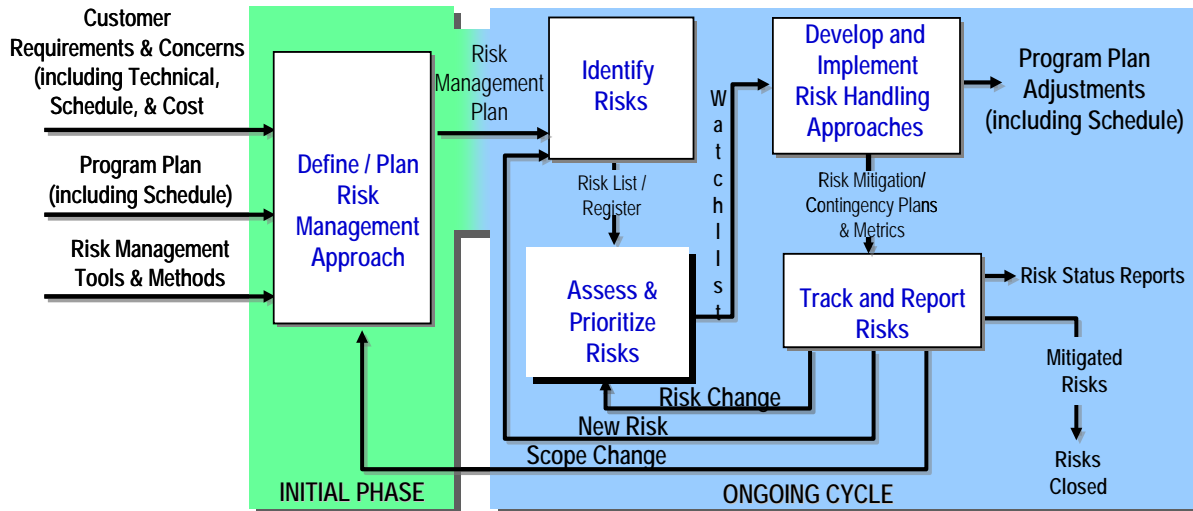 Customer
Requirements & Concerns
(including Technical,
Schedule, & Cost
Program Plan
(including Schedule)
Risk Management
Tools & Methods
Define / Plan
Risk
Management
Approach
INITIAL PHASE
Risk
Management
Plan
Identify
Risks
Risk List /
Register
Assess &
Prioritize
Risks
W
a
t
c
h
l
I
s
t
Develop and
Implement
Risk Handling
Approaches
Program Plan
Adjustments
(including Schedule)
Risk Mitigation/
Contingency Plans
& Metrics
Track and Report
Risks
Risk Status Reports
Mitigated
Risks
Risks
Closed
Risk Change
New Risk
Scope Change
ONGOING CYCLE